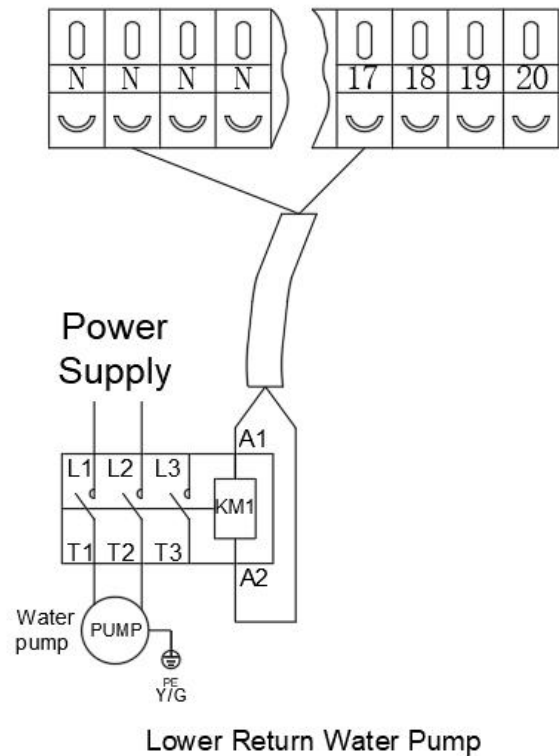 N N N N 17 18 19 20
Power
Supply
A1
L1 L2 L3
KM1
T1 T2 T3
A2
Water
pump
PUMP
PE
Y/G
Lower Return Water Pump